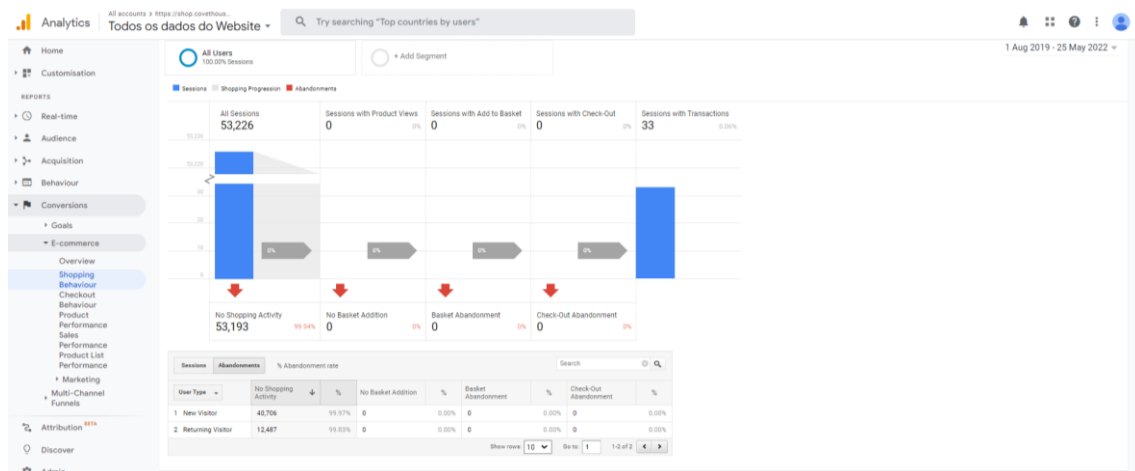 All accounts > https://shop.covethous..
Analytics
Todos os dados do Website
Try searching "Top countries by users"
1 Aug 2019 - 25 May 2022
Home
Customisation
REPORTS
Real-time
Audience
Acquisition
Behaviour
Conversions
Goals
E-commerce
Overview
Shopping
Behaviour
Checkout
Behaviour
Product
Performance
Sales
Performance
Product List
Performance
Marketing
Multi-Channel
Funnels
Attribution BETA
Discover
Admin
All Users
100.00% Sessions
+ Add Segment
Sessions Shopping Progression Abandonments
All Sessions
53,226
Sessions with Product Views
0 0%
Sessions with Add to Basket
0 0%
Sessions with Check-Out
0 0%
Sessions with Transactions
33 0.06%
0% 0% 0% 0%
10
0
No Shopping Activity
53,193 99.94%
No Basket Addition
0 0%
Basket Abandonment
0 0%
Check-Out Abandonment
0 0%
Sessions Abandonments % Abandonment rate
Search
User Type No Shopping Activity % No Basket Addition % Basket Abandonment % Check-Out Abandonment %
1 New Visitor 40,706 99.97% 0 0.00% 0 0.00% 0 0.00%
2 Returning Visitor 12,487 99.83% 0 0.00% 0 0.00% 0 0.00%
Show rows: 10 Go to: 1 1-2 of 2